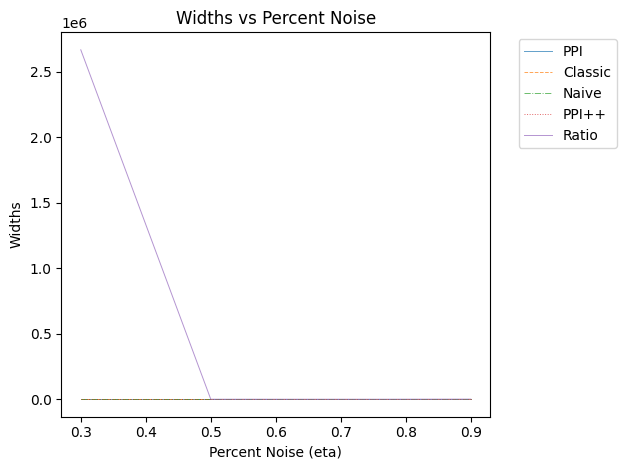 Widths vs Percent Noise
1e6
PPI
Classic
Naive
PPI++
Ratio
2.5
2.0
1.5
1.0
0.5
0.0
Widths
0.3 0.4 0.5 0.6 0.7 0.8 0.9
Percent Noise (eta)